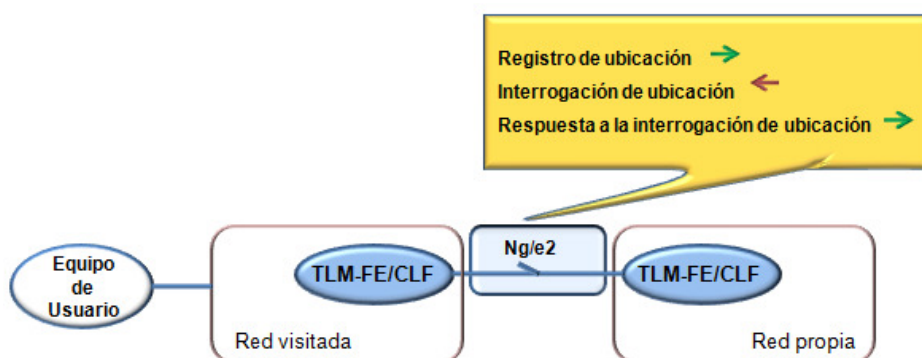 Registro de ubicación
Interrogación de ubicación
Respuesta a la interrogación de ubicación
Ng/e2
Equipo
de
Usuario
TLM-FE/CLF
TLM-FE/CLF
Red visitada
Red propia